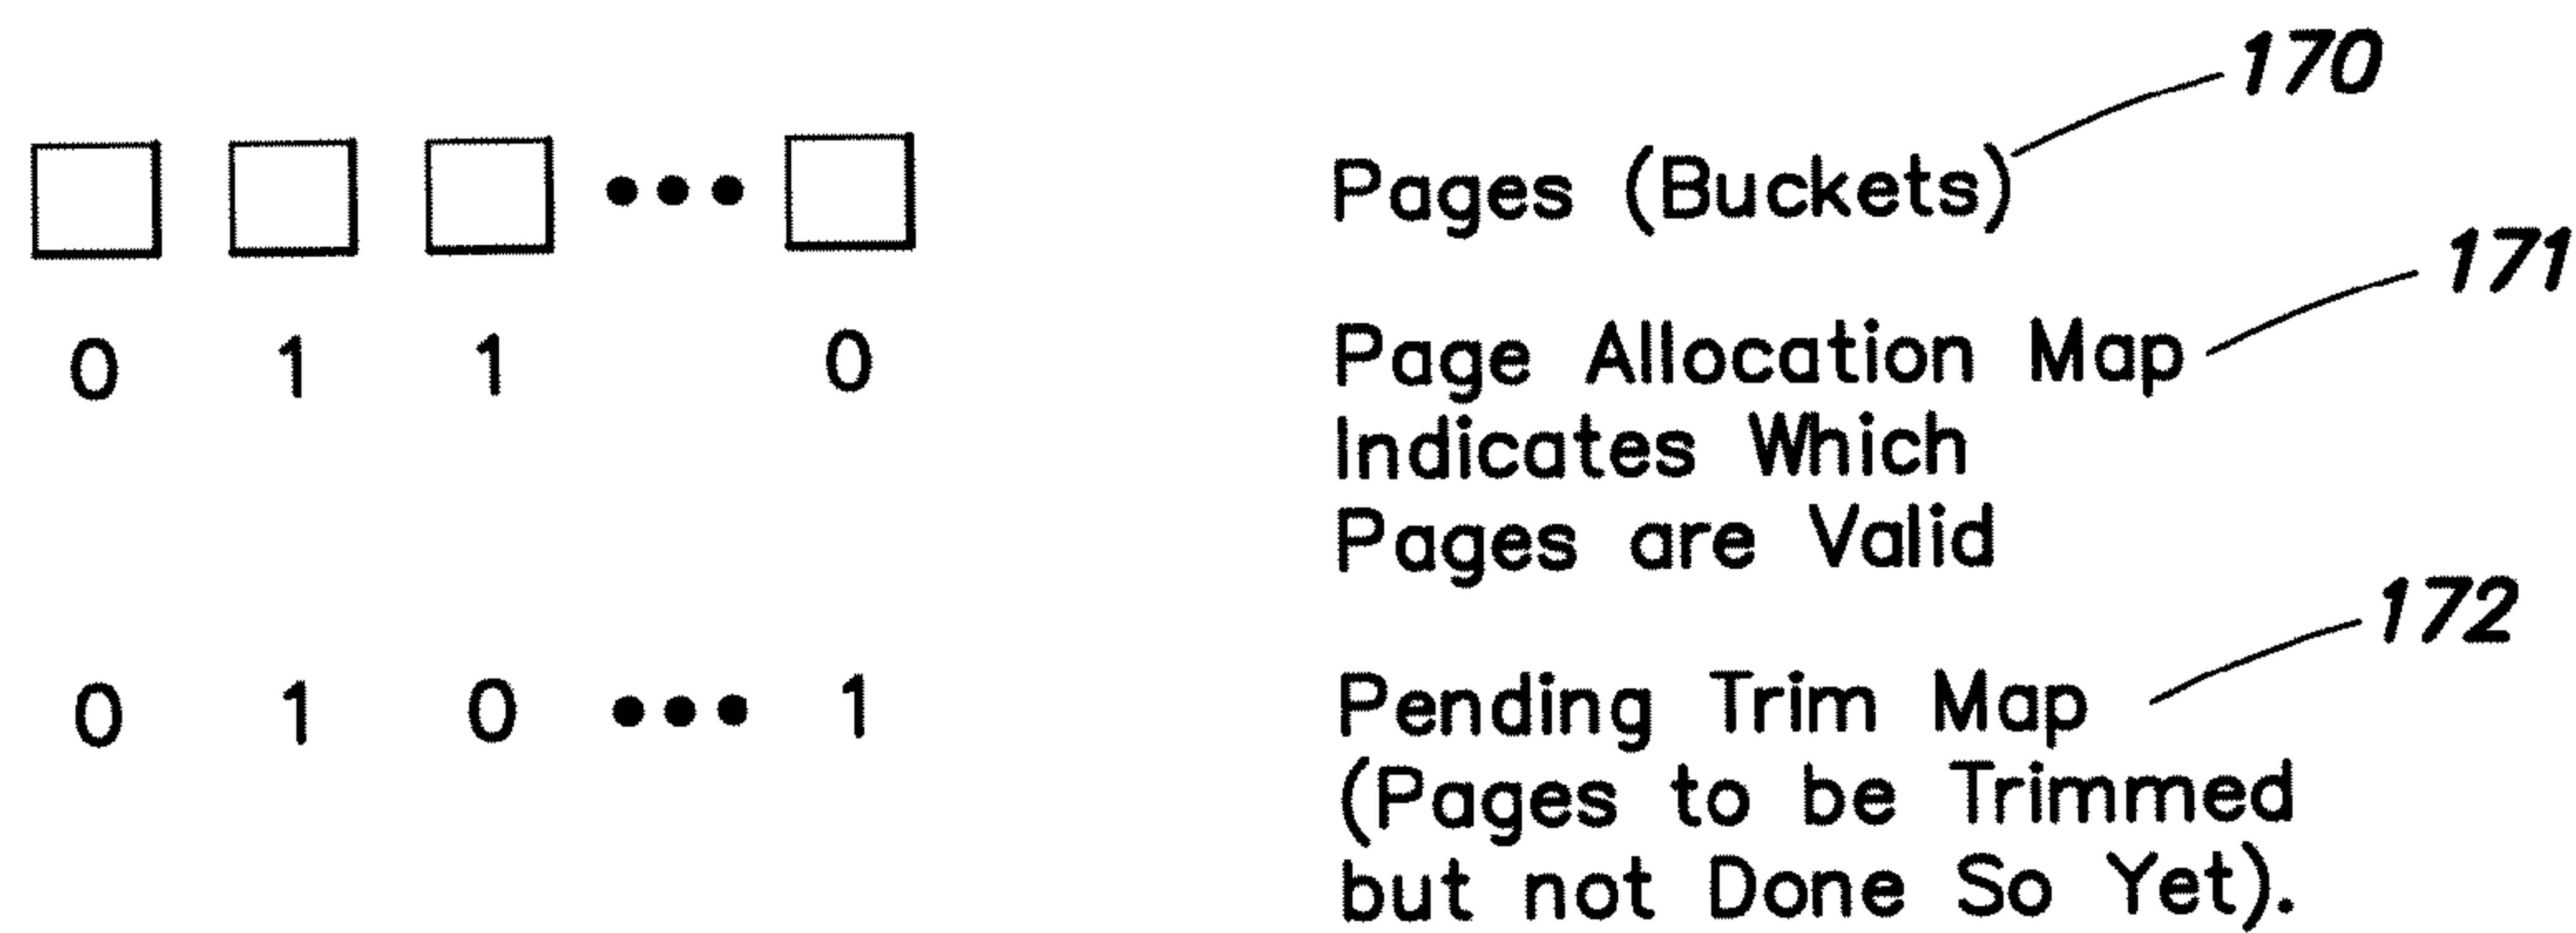 170
Pages (Buckets)
171
0 1 1 0
Page Allocation Map
Indicates Which
Pages are Valid
172
0 1 0 ••• 1
Pending Trim Map
(Pages to be Trimmed
but not Done So Yet).